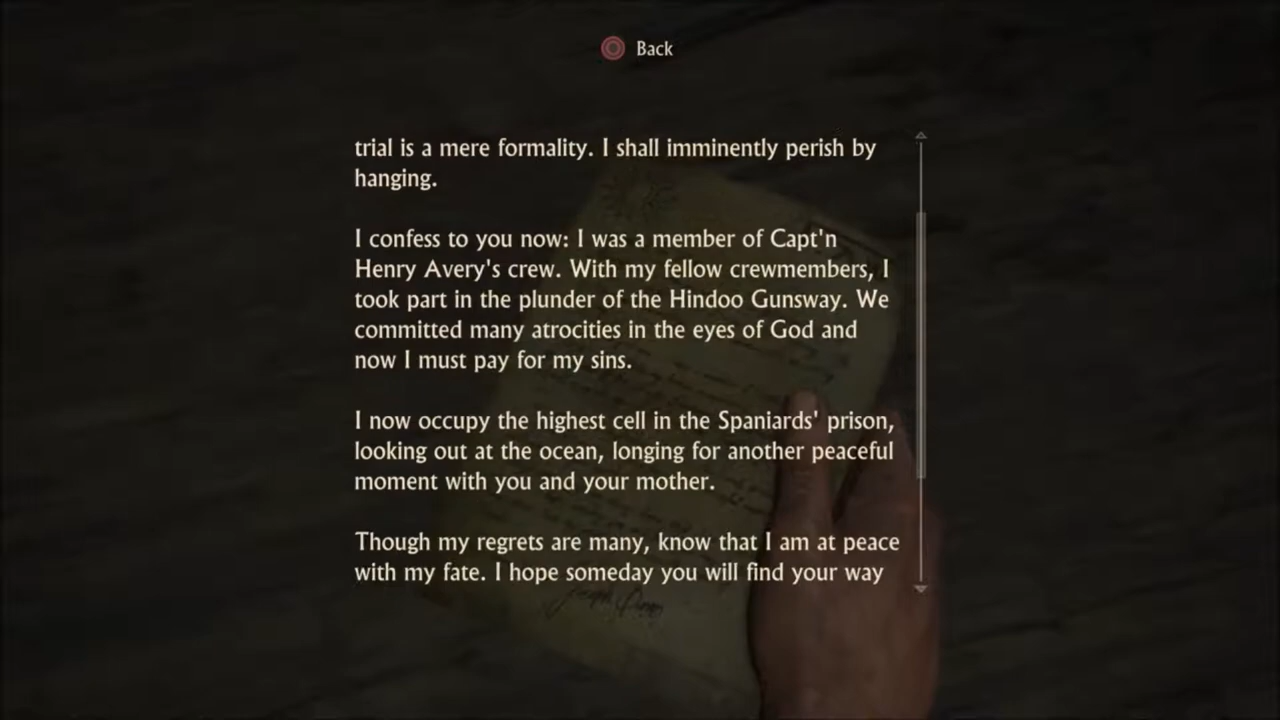 Back
trial is a mere formality. I shall imminently perish by
hanging.
I confess to you now: I was a member of Capt'n
Henry Avery's crew. With my fellow crewmembers, I
took part in the plunder of the Hindoo Gunsway. We
committed many atrocities in the eyes of God and
now I must pay for my sins.
I now occupy the highest cell in the Spaniards' prison,
looking out at the ocean, longing for another peaceful
moment with you and your mother.
Though my regrets are many, know that I am at peace
with my fate. I hope someday you will find your way